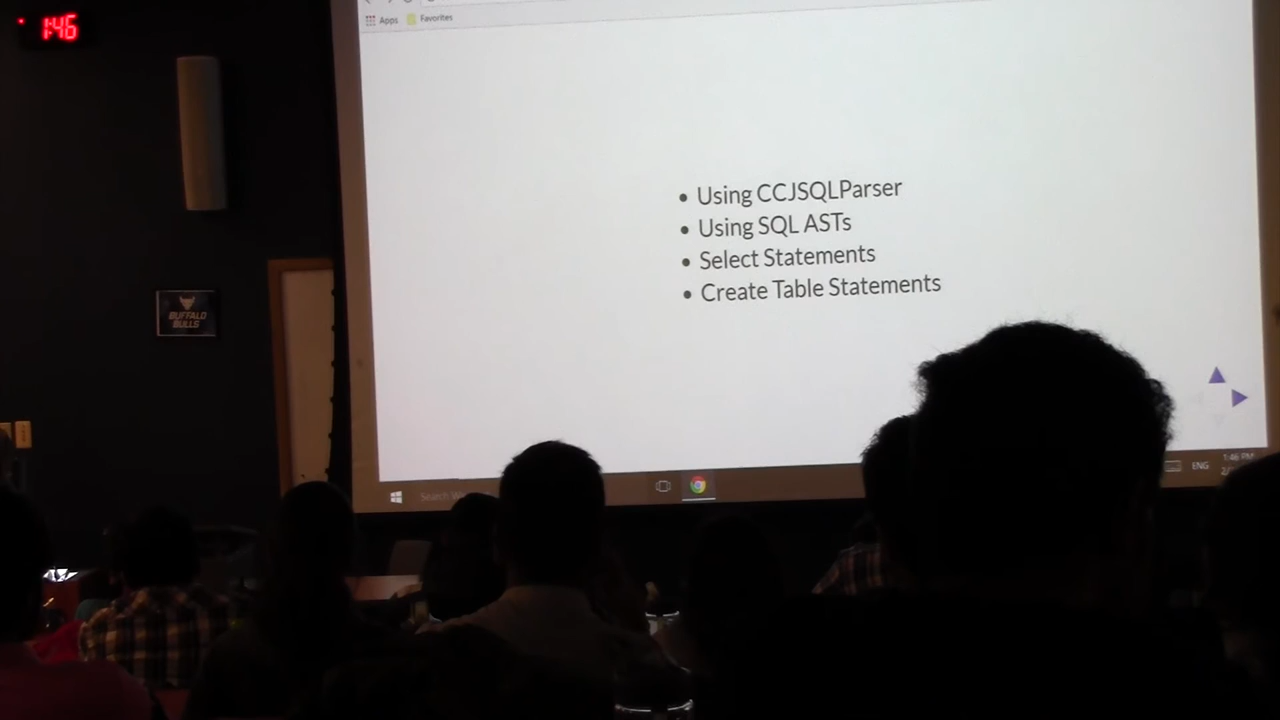 1:46
Apps Favorites
• Using CCJSQLParser
• Using SQL ASTs
• Select Statements
• Create Table Statements
BUFFALO
BULLS
Search
ENG
1:46 PM